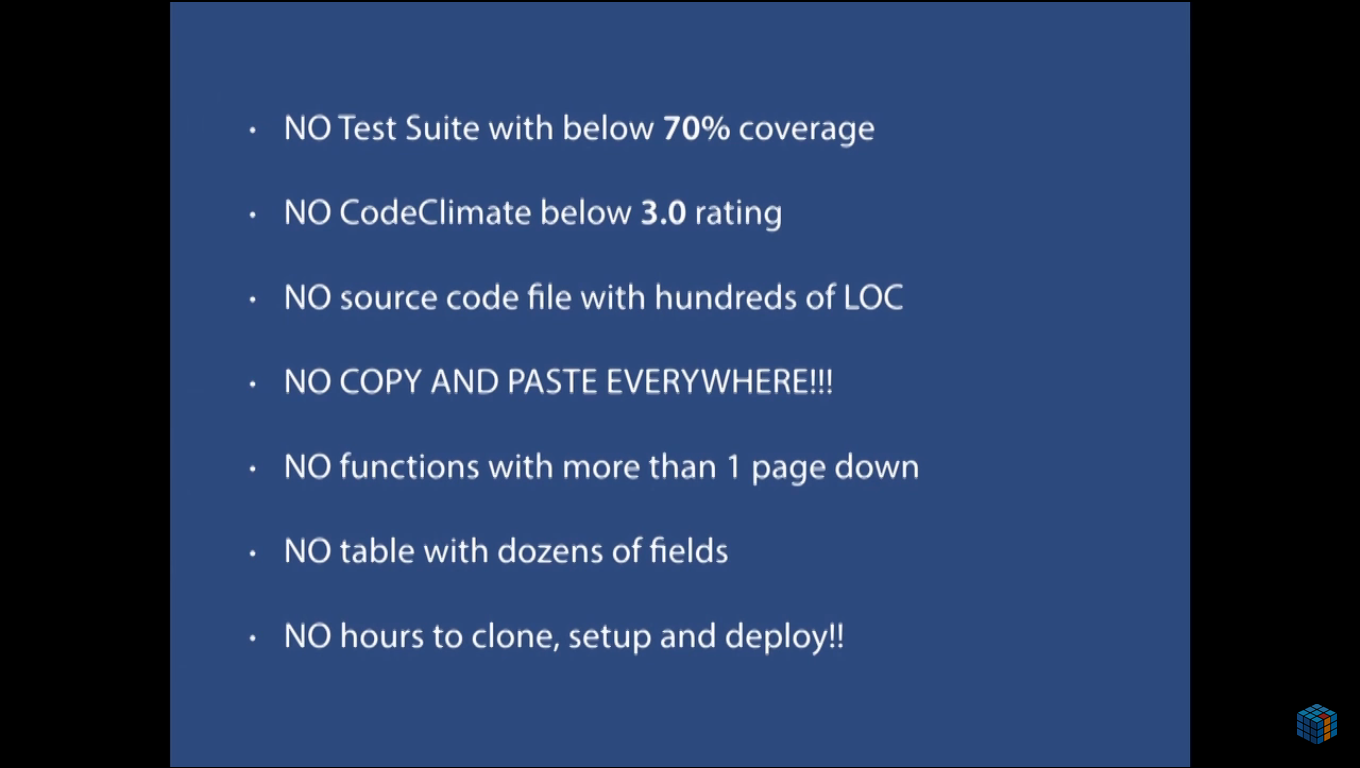 • NO Test Suite with below 70% coverage
• NO CodeClimate below 3.0 rating
• NO source code file with hundreds of LOC
• NO COPY AND PASTE EVERYWHERE!!!
• NO functions with more than 1 page down
• NO table with dozens of fields
• NO hours to clone, setup and deploy!!